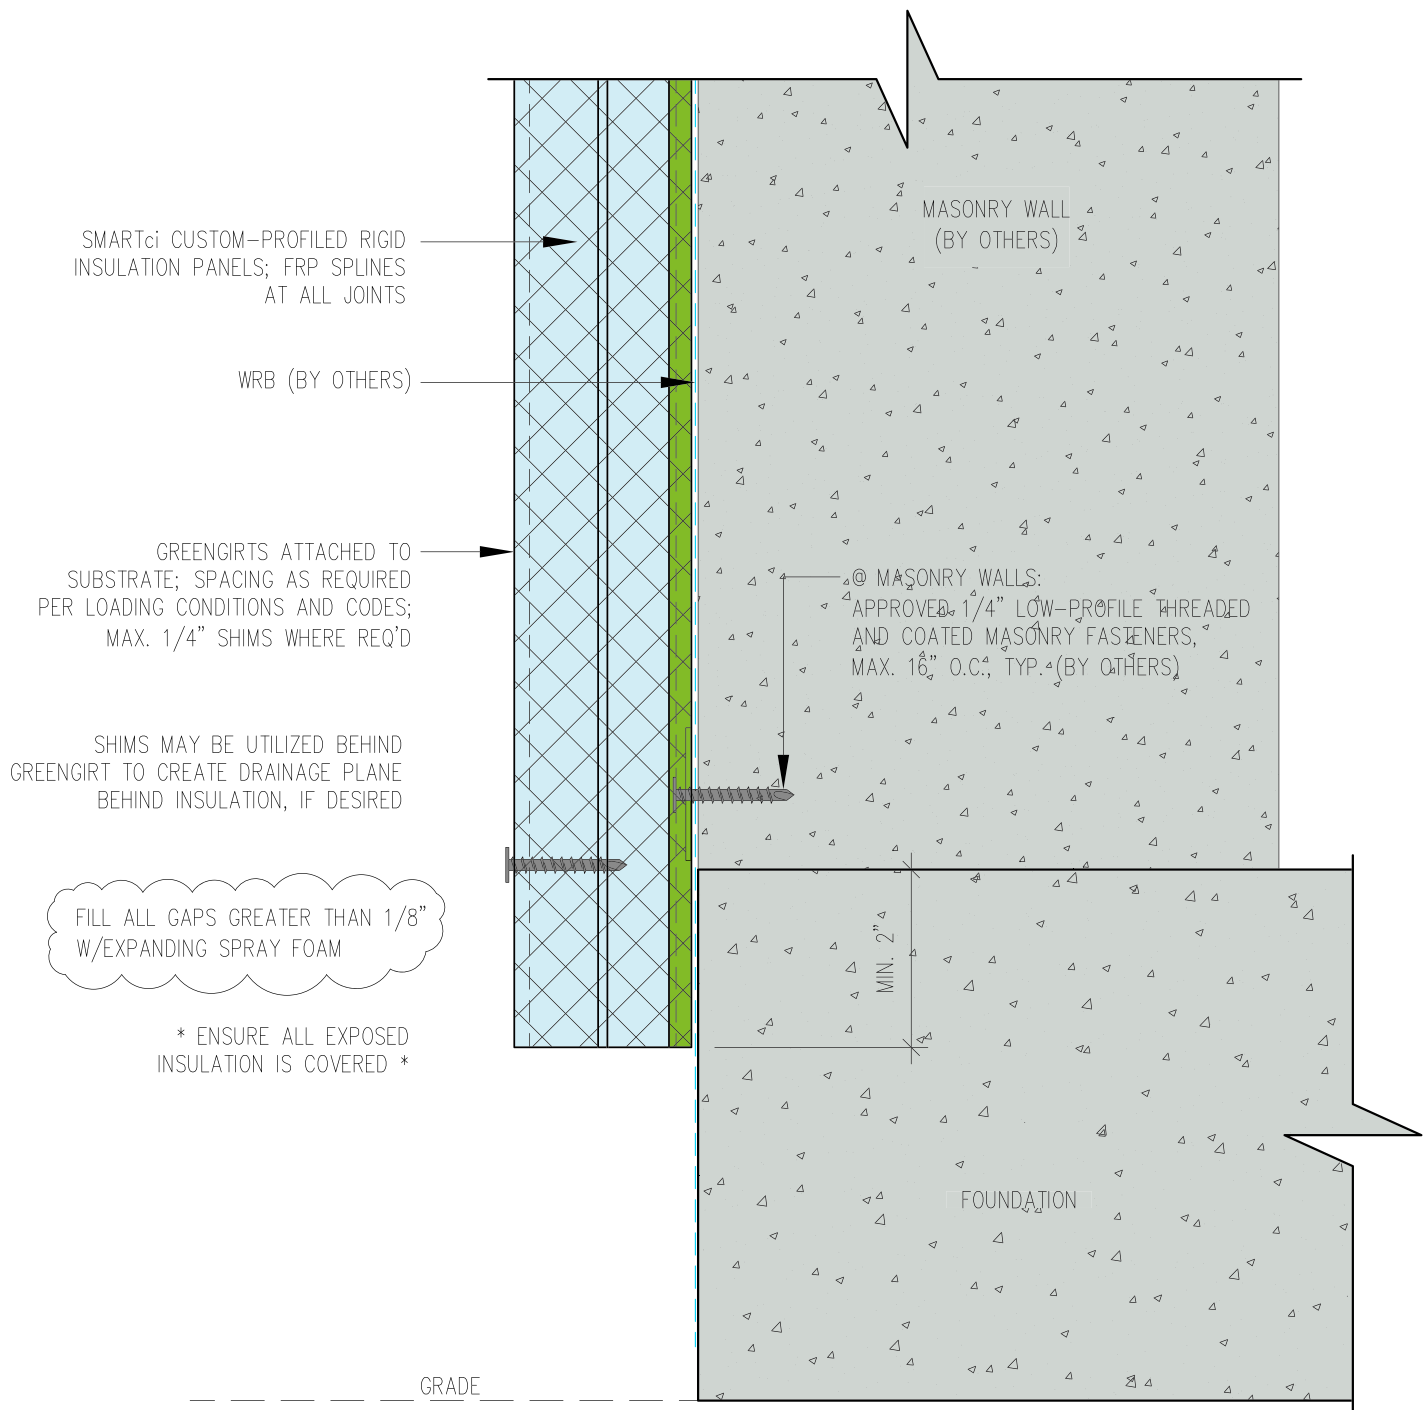 MASONRY WALL
(BY OTHERS)
SMARTci CUSTOM-PROFILED RIGID
INSULATION PANELS; FRP SPLINES
AT ALL JOINTS
WRB (BY OTHERS)
GREENGIRTS ATTACHED TO
SUBSTRATE; SPACING AS REQUIRED
PER LOADING CONDITIONS AND CODES;
MAX. 1/4" SHIMS WHERE REQ'D
@ MASONRY WALLS:
APPROVED 1/4" LOW-PROFILE THREADED
AND COATED MASONRY FASTENERS,
MAX. 16" O.C., TYP. (BY OTHERS)
SHIMS MAY BE UTILIZED BEHIND
GREENGIRT TO CREATE DRAINAGE PLANE
BEHIND INSULATION, IF DESIRED
FILL ALL GAPS GREATER THAN 1/8"
W/EXPANDING SPRAY FOAM
MIN. 2"
* ENSURE ALL EXPOSED
INSULATION IS COVERED *
FOUNDATION
GRADE